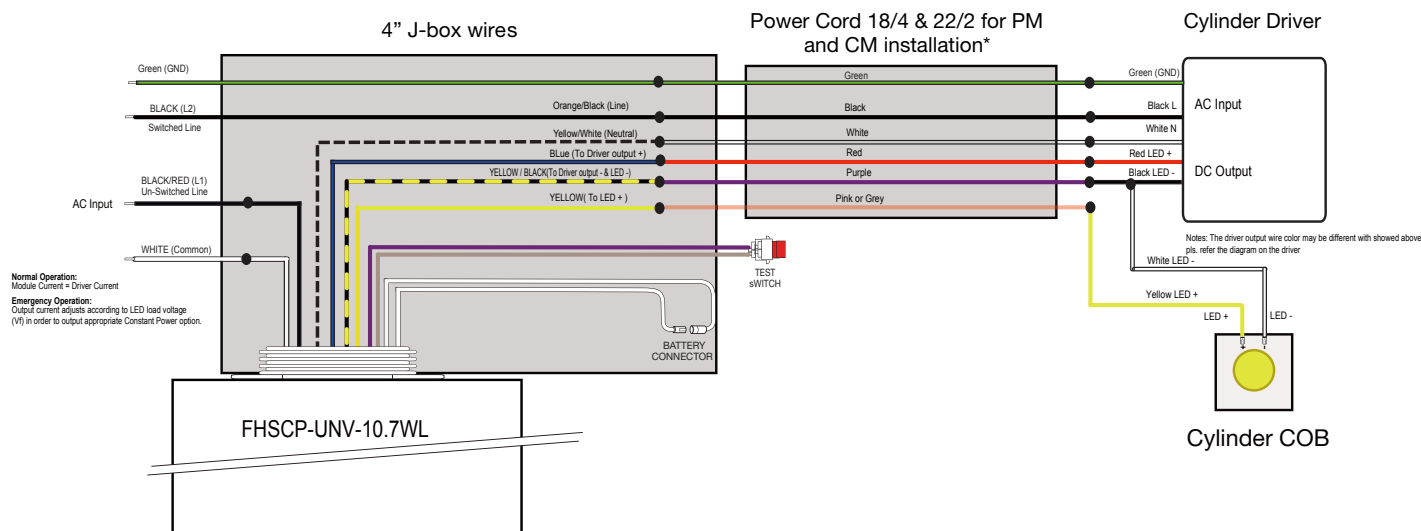 4” J-box wires
Power Cord 18/4 & 22/2 for PM
and CM installation*
Cylinder Driver
Green (GND)
Green
Green (GND)
BLACK (L2)
Switched Line
Orange/Black (Line)
Black
Black L
AC Input
Yellow/White (Neutral)
White
White N
BLue (To Driver output +)
Red
Red LED +
YELLOW / BLACK(To Driver output - & LED -)
Purple
Black LED -
DC Output
BLACK/RED (L1)
Un-Switched Line
AC Input
YELLOW( To LED + )
Pink or Grey
WHITE (Common)
Notes: The driver output wire color may be different with showed above
pls. refer the diagram on the driver
TEST
sWITCH
White LED -
Normal Operation:
Module Current = Driver Current
Emergency Operation:
Output current adjusts according to LED load voltage
(Vf) in order to output appropriate Constant Power option.
Yellow LED +
LED +
LED -
BATTERY
CONNECTOR
+
-
FHSCP-UNV-10.7WL
Cylinder COB